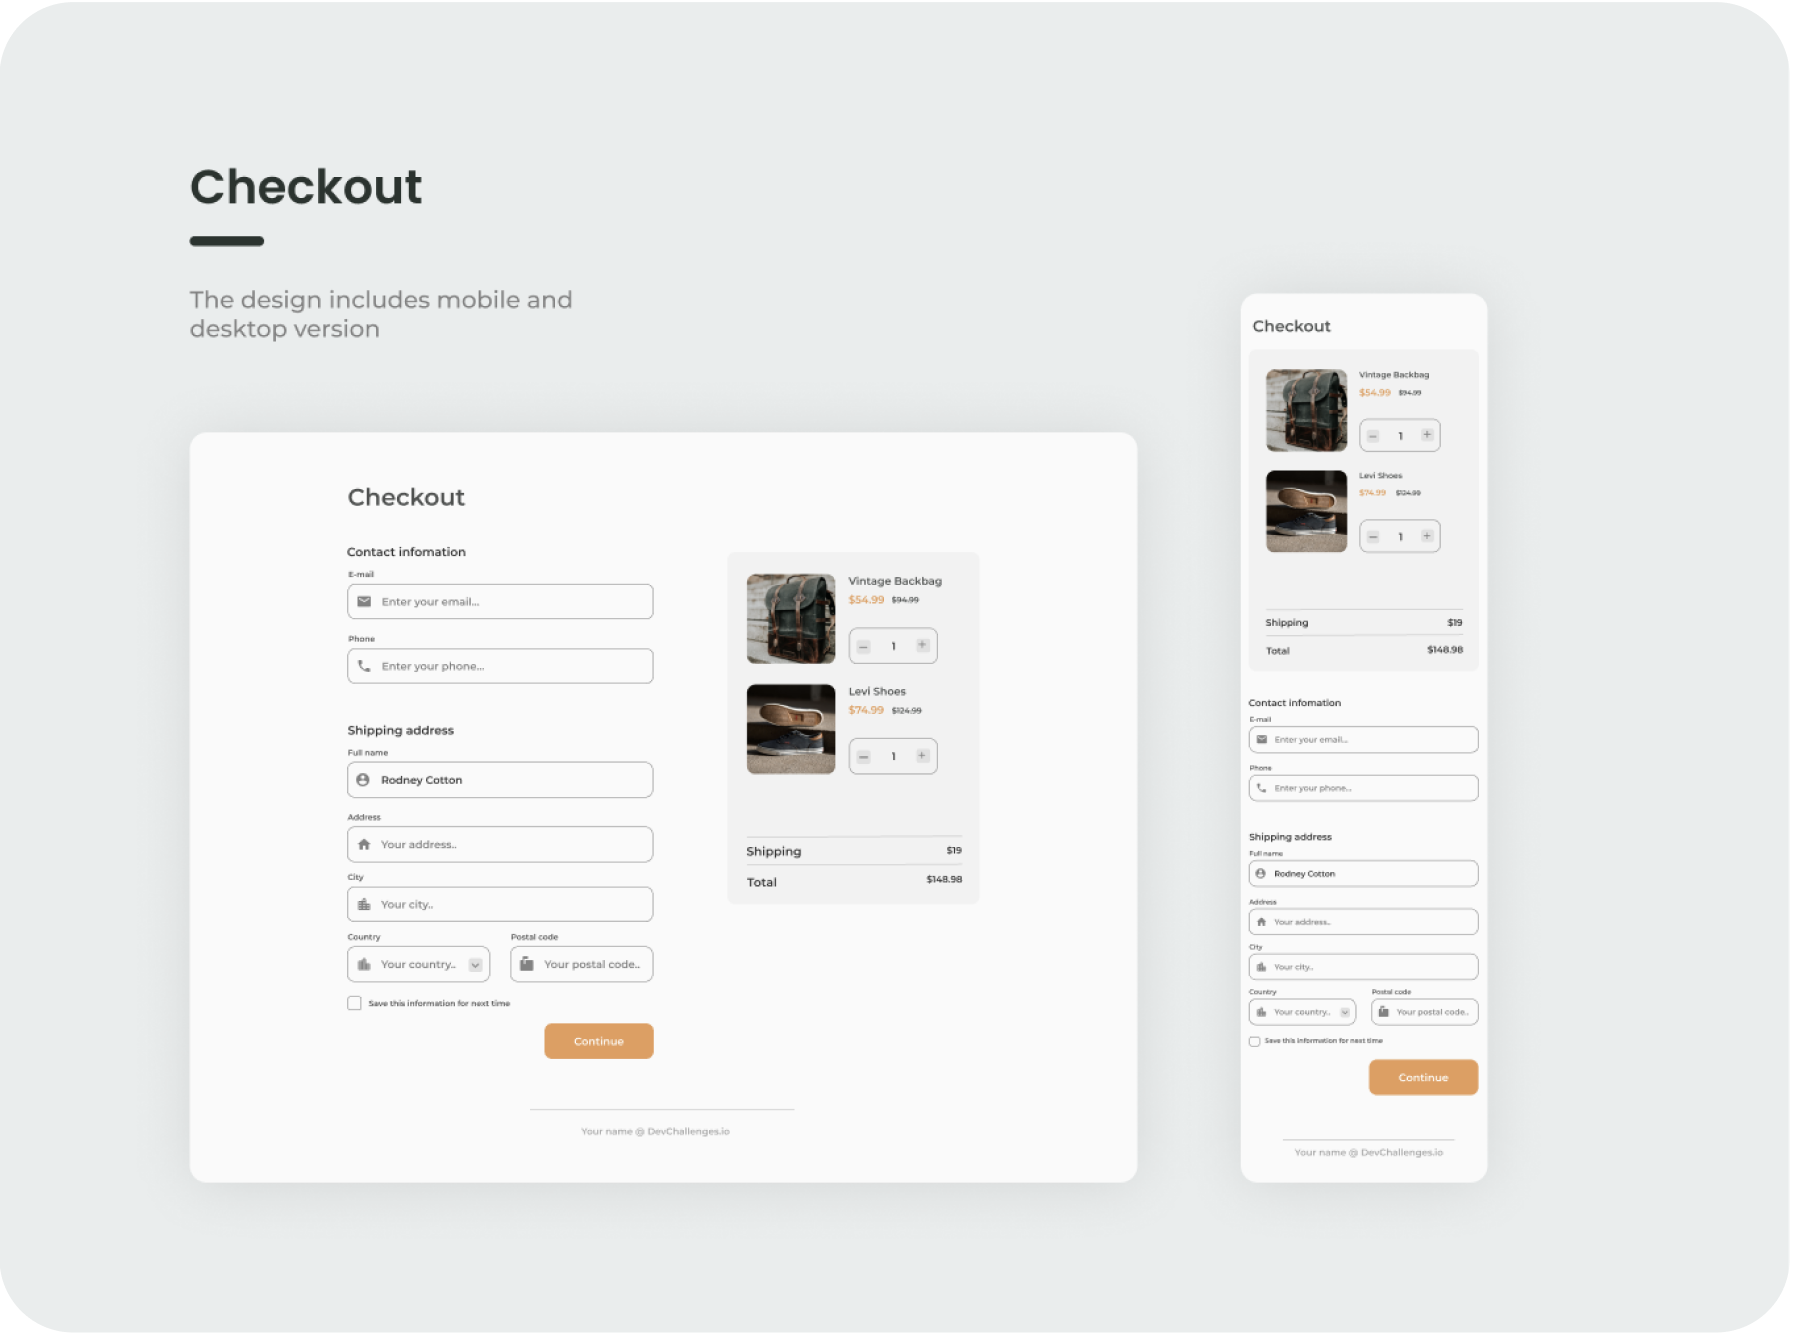 Checkout
The design includes mobile and
desktop version
Checkout
Contact infomation
E-mail
Enter your email...
Phone
Enter your phone...
Shipping address
Full name
Rodney Cotton
Address
Your address..
City
Your city..
Country
Postal code
Your country..
Your postal code..
Save this information for next time
Continue
Vintage Backbag
$54.99 $94.99
1
Levi Shoes
$74.99 $124.99
1
Shipping $19
Total $148.98
Your name @ DevChallenges.io
Checkout
Vintage Backbag
$54.99 $94.99
1
Levi Shoes
$74.99 $124.99
1
Shipping $19
Total $148.98
Contact infomation
E-mail
Enter your email...
Phone
Enter your phone...
Shipping address
Full name
Rodney Cotton
Address
Your address..
City
Your city..
Country
Postal code
Your country..
Your postal code..
Save this information for next time
Continue
Your name @ DevChallenges.io